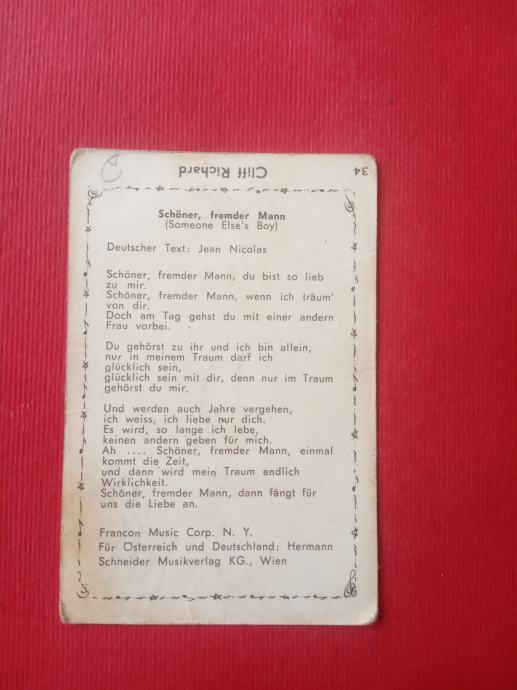 34
Cliff Richard
Schöner, fremder Mann
(Someone Else's Boy)
Deutscher Text: Jean Nicolas
Schöner, fremder Mann, du bist so lieb
zu mir.
Schöner, fremder Mann, wenn ich träum'
von dir.
Doch am Tag gehst du mit einer andern
Frau vorbei.
Du gehörst zu ihr und ich bin allein,
nur in meinem Traum darf ich
glücklich sein,
glücklich sein mit dir, denn nur im Traum
gehörst du mir.
Und werden auch Jahre vergehen,
ich weiss, ich liebe nur dich.
Es wird, so lange ich lebe,
keinen andern geben für mich.
Ah .... Schöner, fremder Mann, einmal
kommt die Zeit,
und dann wird mein Traum endlich
Wirklichkeit.
Schöner, fremder Mann, dann fängt für
uns die Liebe an.
Francon Music Corp. N. Y.
Für Österreich und Deutschland: Hermann
Schneider Musikverlag KG., Wien